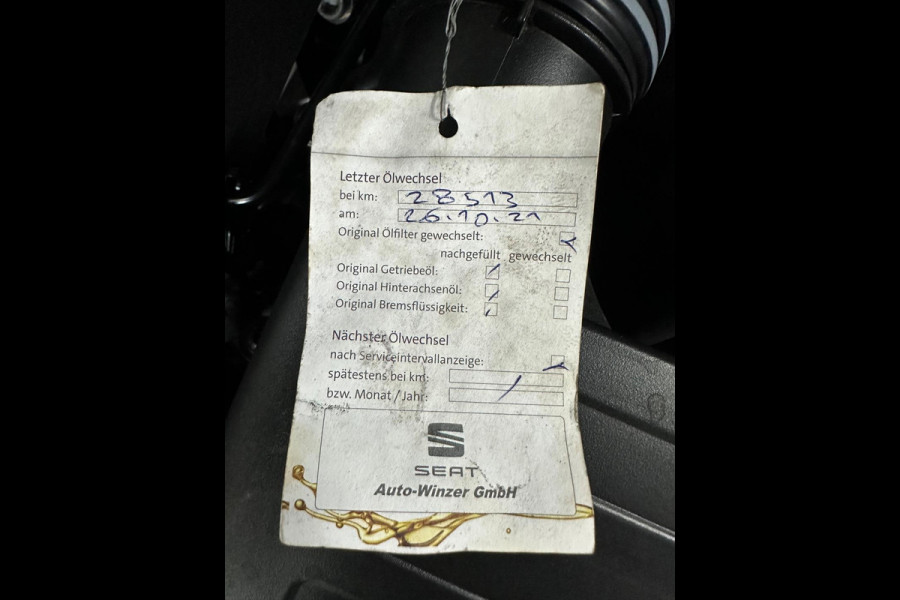 Letzter Ölwechsel
bei km: 28513
am: 26.10.21
Original Ölfilter gewechselt:
nachgefüllt gewechselt
Original Getriebeöl:
Original Hinterachsenöl:
Original Bremsflüssigkeit:
Nächster Ölwechsel
nach Serviceintervallanzeige:
spätestens bei km:
bzw. Monat / Jahr:
SEAT
Auto-Winzer GmbH